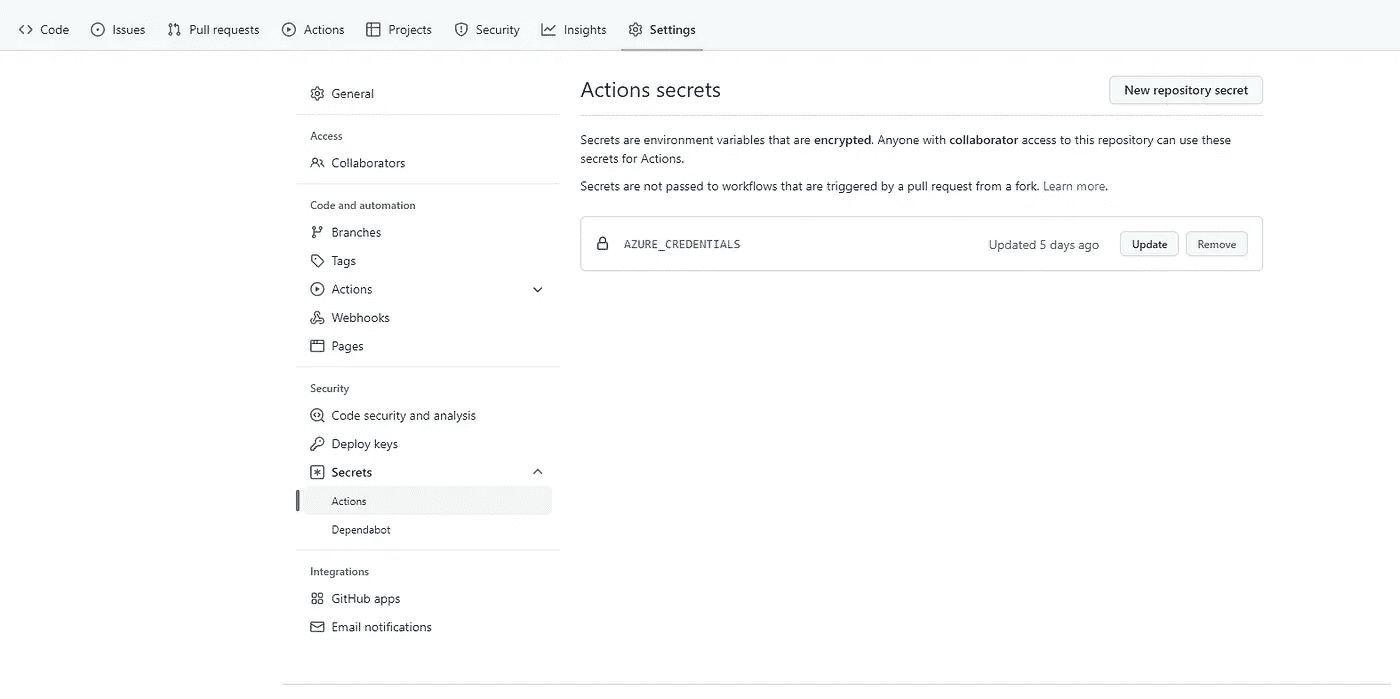 Code Issues Pull requests Actions Projects Security Insights Settings
General
Access
Collaborators
Code and automation
Branches
Tags
Actions
Webhooks
Pages
Security
Code security and analysis
Deploy keys
Secrets
Actions
Dependabot
Integrations
GitHub apps
Email notifications
Actions secrets
New repository secret
Secrets are environment variables that are encrypted. Anyone with collaborator access to this repository can use these
secrets for Actions.
Secrets are not passed to workflows that are triggered by a pull request from a fork. Learn more.
AZURE_CREDENTIALS Updated 5 days ago Update Remove